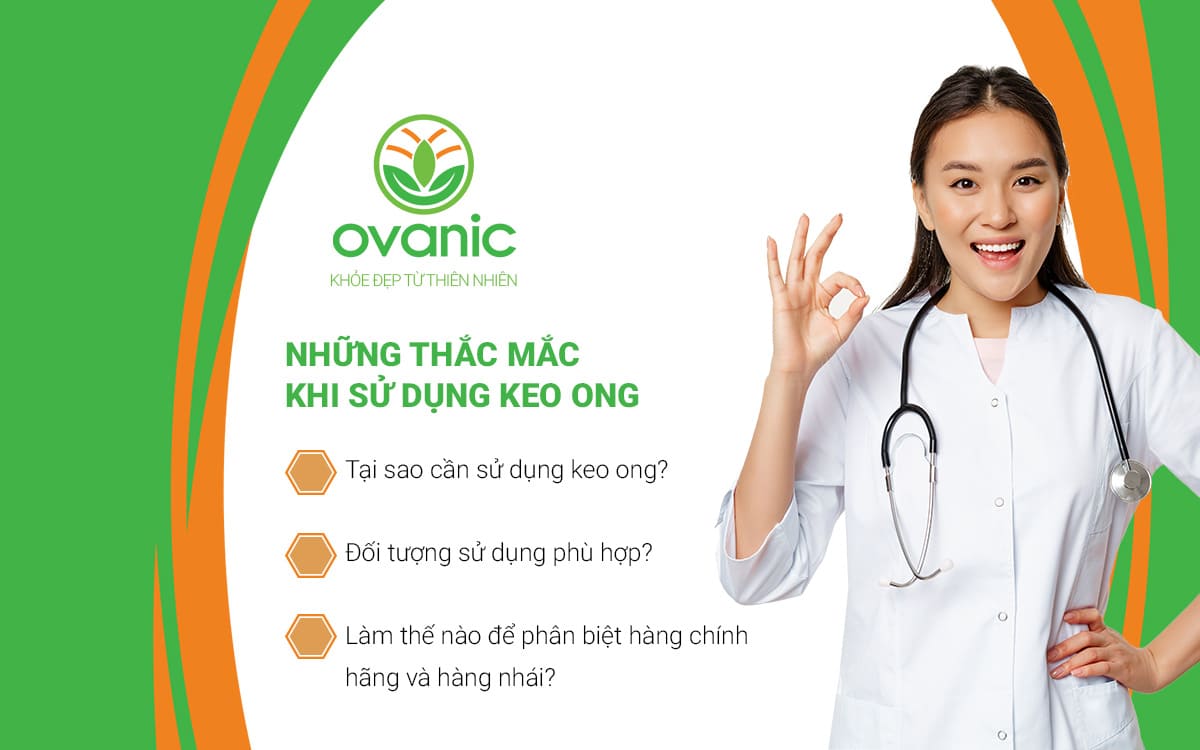 ovanic
KHỎE ĐẸP TỪ THIÊN NHIÊN
NHỮNG THẮC MẮC
KHI SỬ DỤNG KEO ONG
Tại sao cần sử dụng keo ong?
Đối tượng sử dụng phù hợp?
Làm thế nào để phân biệt hàng chính
hãng và hàng nhái?